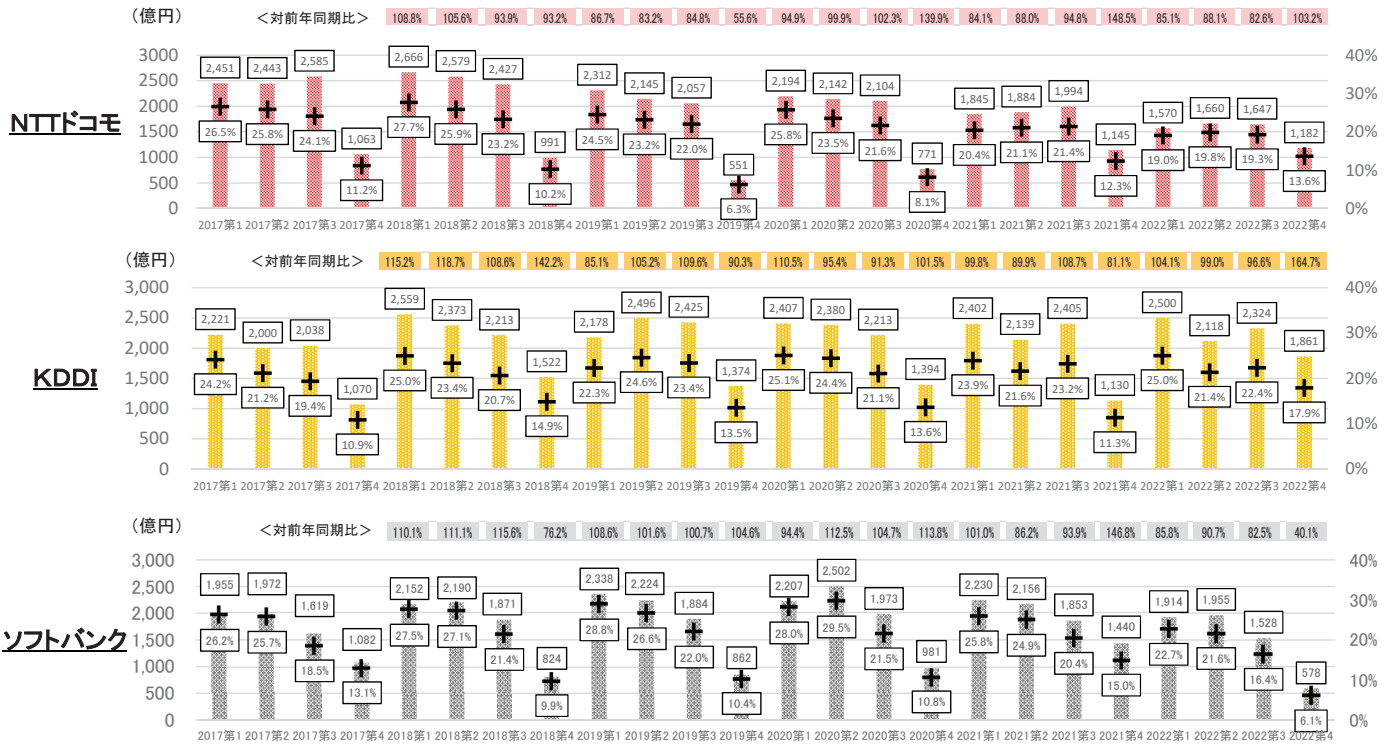 (億円)
＜対前年同期比＞ 108.8% 105.6% 93.9% 93.2% 86.7% 83.2% 84.8% 55.6% 94.9% 99.9% 102.3% 139.9% 84.1% 88.0% 94.8% 148.5% 85.1% 88.1% 82.6% 103.2%
NTTドコモ
3000 2500 2000 1500 1000 500 0
2,451 2,443 2,585 1,063 2,666 2,579 2,427 991 2,312 2,145 2,057 551 2,194 2,142 2,104 771 1,845 1,884 1,994 1,145 1,570 1,660 1,647 1,182
26.5% 25.8% 24.1% 11.2% 27.7% 25.9% 23.2% 10.2% 24.5% 23.2% 22.0% 6.3% 25.8% 23.5% 21.6% 8.1% 20.4% 21.1% 21.4% 12.3% 19.0% 19.8% 19.3% 13.6%
40% 30% 20% 10% 0%
2017第1 2017第2 2017第3 2017第4 2018第1 2018第2 2018第3 2018第4 2019第1 2019第2 2019第3 2019第4 2020第1 2020第2 2020第3 2020第4 2021第1 2021第2 2021第3 2021第4 2022第1 2022第2 2022第3 2022第4
(億円)
＜対前年同期比＞ 115.2% 118.7% 108.6% 142.2% 85.1% 105.2% 109.6% 90.3% 110.5% 95.4% 91.3% 101.5% 99.8% 89.9% 108.7% 81.1% 104.1% 99.0% 96.6% 164.7%
KDDI
3,000 2,500 2,000 1,500 1,000 500 0
2,221 2,000 2,038 1,070 2,559 2,373 2,213 1,522 2,178 2,496 2,425 1,374 2,407 2,380 2,213 1,394 2,402 2,139 2,405 1,130 2,500 2,118 2,324 1,861
24.2% 21.2% 19.4% 10.9% 25.0% 23.4% 20.7% 14.9% 22.3% 24.6% 23.4% 13.5% 25.1% 24.4% 21.1% 13.6% 23.9% 21.6% 23.2% 11.3% 25.0% 21.4% 22.4% 17.9%
40% 30% 20% 10% 0%
2017第1 2017第2 2017第3 2017第4 2018第1 2018第2 2018第3 2018第4 2019第1 2019第2 2019第3 2019第4 2020第1 2020第2 2020第3 2020第4 2021第1 2021第2 2021第3 2021第4 2022第1 2022第2 2022第3 2022第4
(億円)
＜対前年同期比＞ 110.1% 111.1% 115.6% 76.2% 108.6% 101.6% 100.7% 104.6% 94.4% 112.5% 104.7% 113.8% 101.0% 86.2% 93.9% 146.8% 85.8% 90.7% 82.5% 40.1%
ソフトバンク
3,000 2,500 2,000 1,500 1,000 500 0
1,955 1,972 1,619 1,082 2,152 2,190 1,871 824 2,338 2,224 1,884 862 2,207 2,502 1,973 981 2,230 2,156 1,853 1,440 1,914 1,955 1,528 578
26.2% 25.7% 18.5% 13.1% 27.5% 27.1% 21.4% 9.9% 28.8% 26.6% 22.0% 10.4% 28.0% 29.5% 21.5% 10.8% 25.8% 24.9% 20.4% 15.0% 22.7% 21.6% 16.4% 6.1%
40% 30% 20% 10% 0%
2017第1 2017第2 2017第3 2017第4 2018第1 2018第2 2018第3 2018第4 2019第1 2019第2 2019第3 2019第4 2020第1 2020第2 2020第3 2020第4 2021第1 2021第2 2021第3 2021第4 2022第1 2022第2 2022第3 2022第4